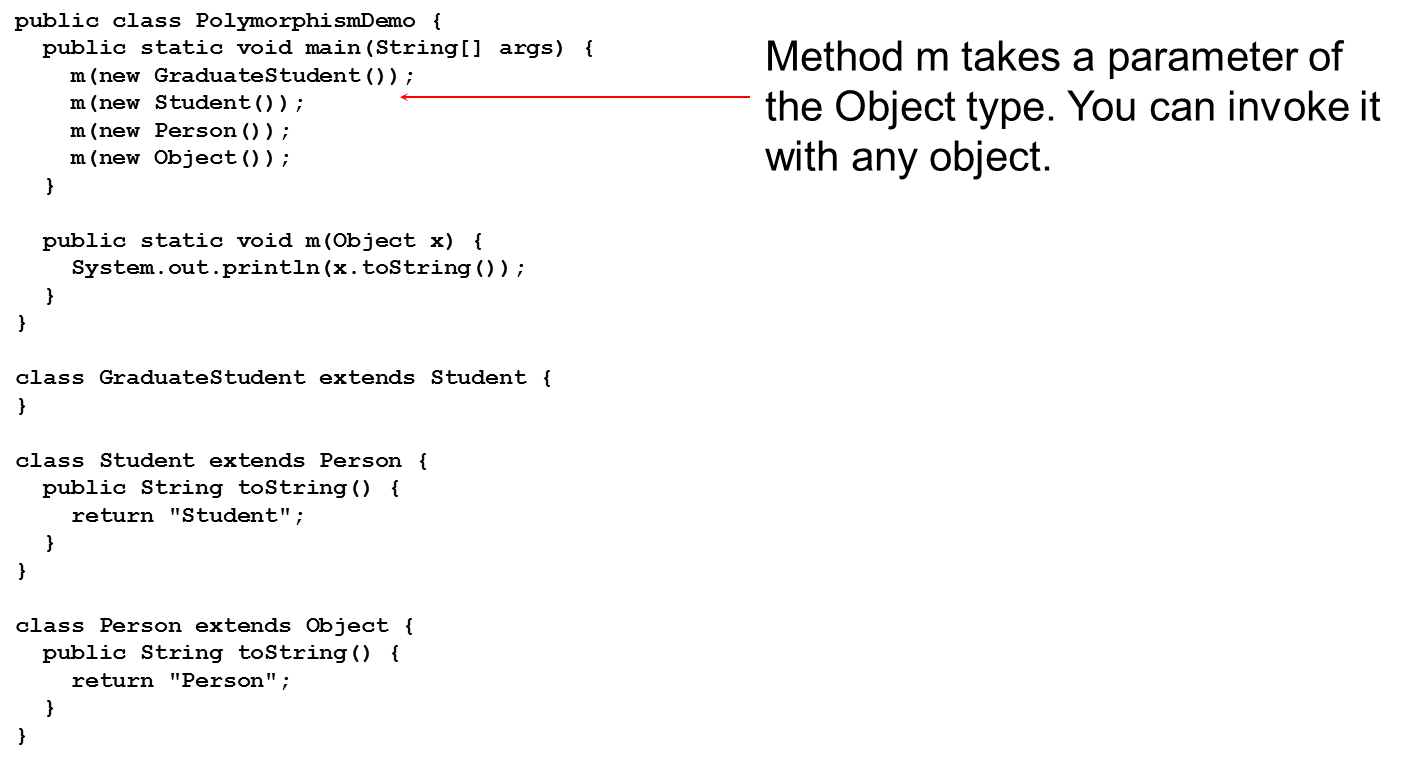 public class PolymorphismDemo {
  public static void main(String[] args) {
    m(new GraduateStudent());
    m(new Student());
    m(new Person());
    m(new Object());
  }

  public static void m(Object x) {
    System.out.println(x.toString());
  }
}

class GraduateStudent extends Student {
}

class Student extends Person {
  public String toString() {
    return "Student";
  }
}

class Person extends Object {
  public String toString() {
    return "Person";
  }
}
Method m takes a parameter of
the Object type. You can invoke it
with any object.